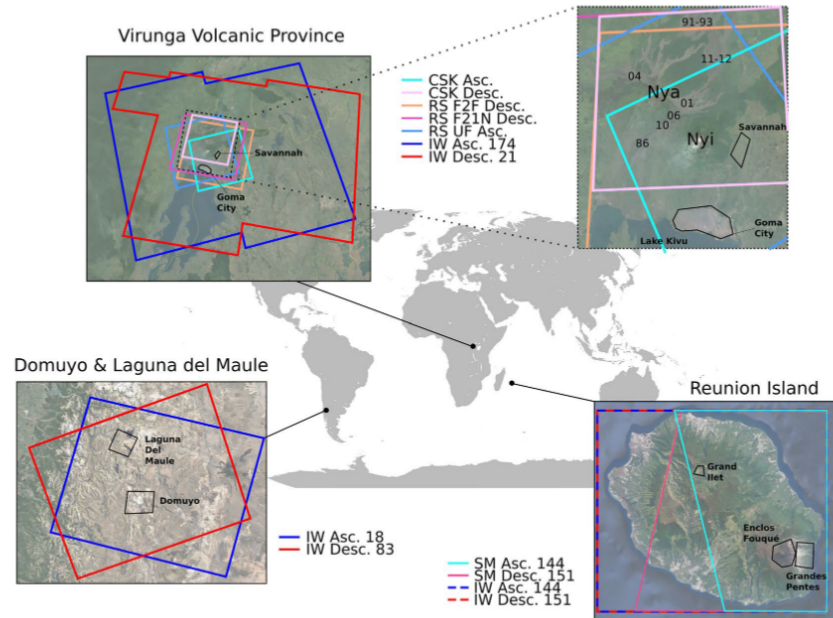 Virunga Volcanic Province
Savannah
Goma
City
CSK Asc.
CSK Desc.
RS F2F Desc.
RS F21N Desc.
RS UF Asc.
IW Asc. 174
IW Desc. 21
91-93
11-12
04
Nya
01
06
10
Savannah
86
Nyi
Goma
City
Lake Kivu
Domuyo & Laguna del Maule
Laguna
Del
Maule
Domuyo
IW Asc. 18
IW Desc. 83
Reunion Island
Grand
Ilet
Enclos
Fouqué
Grandes
Pentes
SM Asc. 144
SM Desc. 151
IW Asc. 144
IW Desc. 151